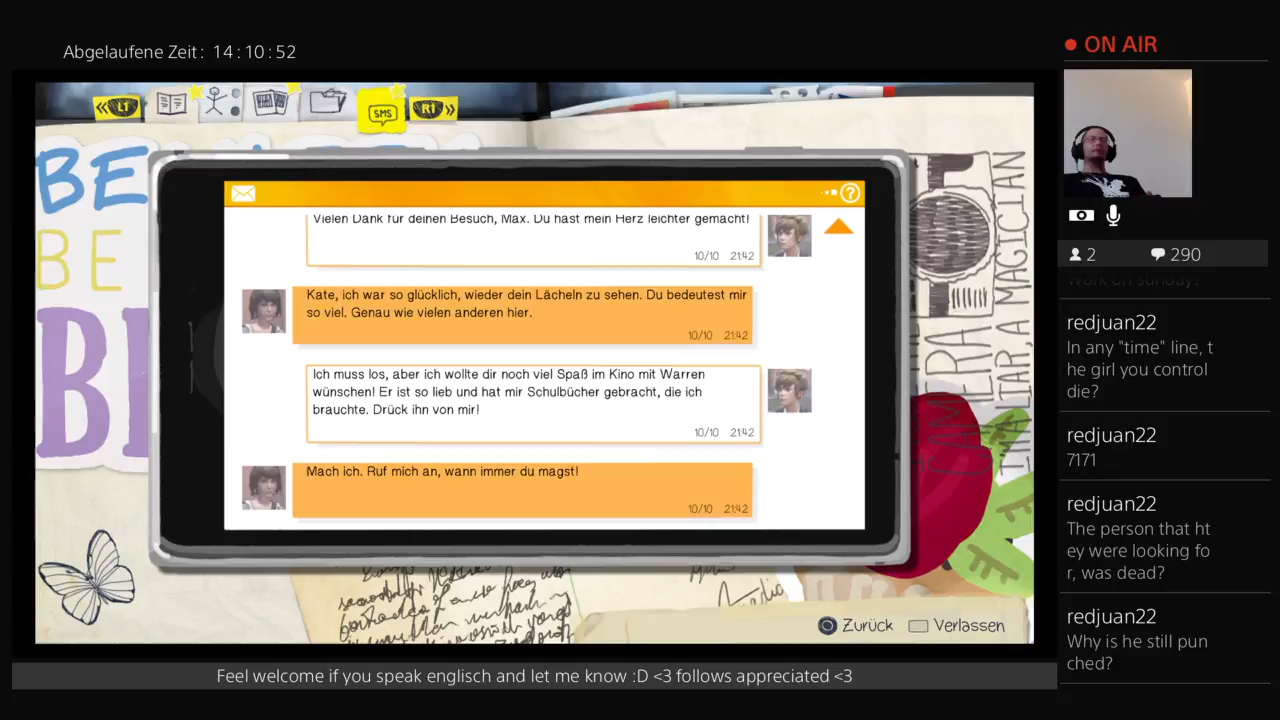 Abgelaufene Zeit: 14:10:52
ON AIR
LT
SMS
RT
BE
BE
B
Vielen Dank für deinen Besuch, Max. Du hast mein Herz leichter gemacht!
10/10 21:42
Kate, ich war so glücklich, wieder dein Lächeln zu sehen. Du bedeutest mir
so viel. Genau wie vielen anderen hier.
10/10 21:42
Ich muss los, aber ich wollte dir noch viel Spaß im Kino mit Warren
wünschen! Er ist so lieb und hat mir Schulbücher gebracht, die ich
brauchte. Drück ihn von mir!
10/10 21:42
Mach ich. Ruf mich an, wann immer du magst!
10/10 21:42
?
Zurück
Verlassen
2
290
work on sunday?
redjuan22
In any "time" line, t
he girl you control
die?
redjuan22
7171
redjuan22
The person that ht
ey were looking fo
r, was dead?
redjuan22
Why is he still pun
ched?
Feel welcome if you speak englisch and let me know :D <3 follows appreciated <3